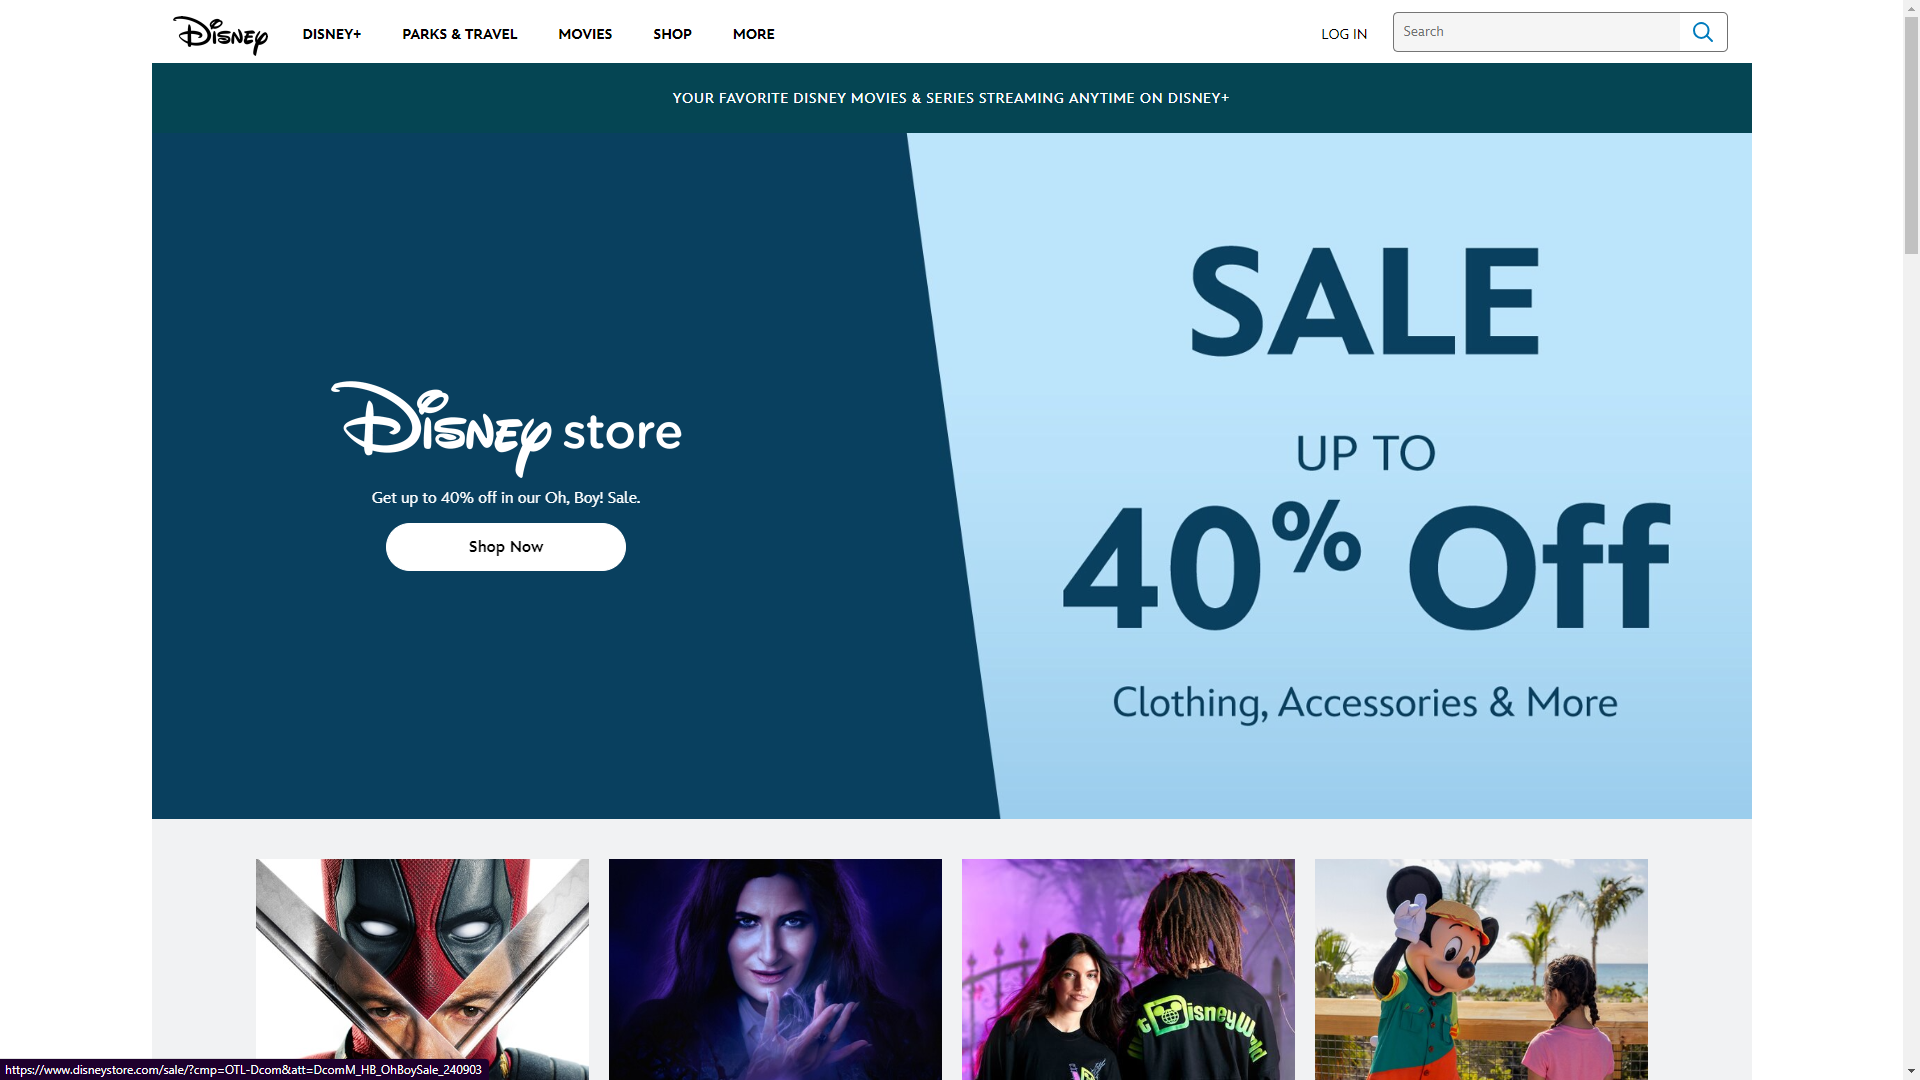 Disney DISNEY+ PARKS & TRAVEL MOVIES SHOP MORE LOG IN Search
YOUR FAVORITE DISNEY MOVIES & SERIES STREAMING ANYTIME ON DISNEY+
Disney store
Get up to 40% off in our Oh, Boy! Sale.
Shop Now
SALE
UP TO
40% Off
Clothing, Accessories & More
https://www.disneystore.com/sale/?cmp=OTL-Dcom&att=DcomM_HB_OhBoySale_240903